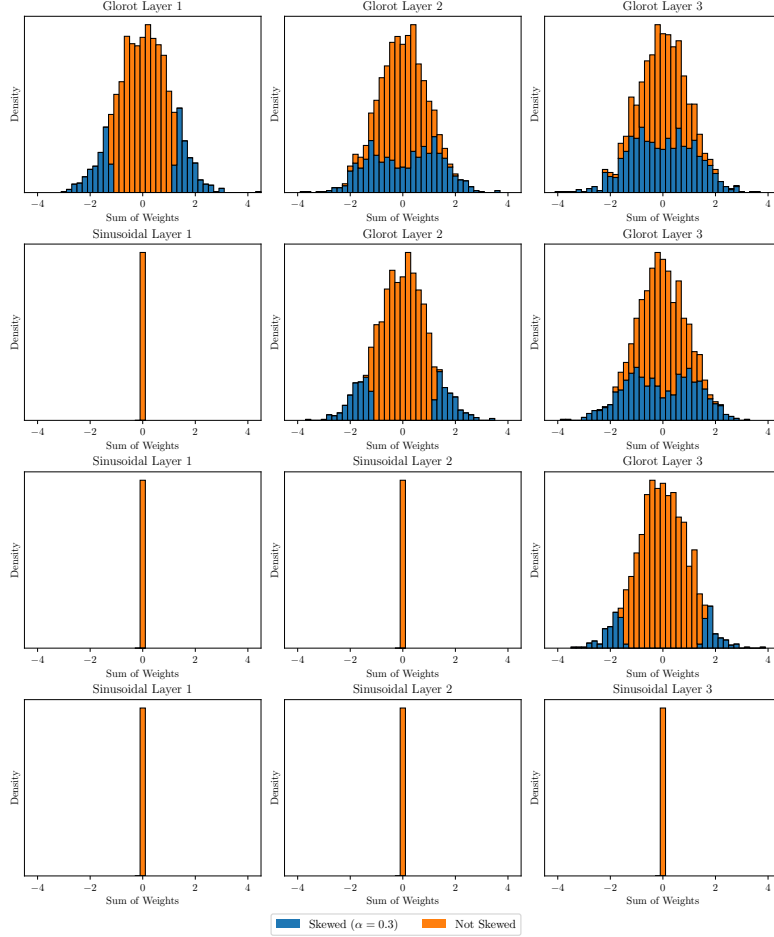 Glorot Layer 1
Glorot Layer 2
Glorot Layer 3
Density
Density
Density
−4 −2 0 2 4
−4 −2 0 2 4
−4 −2 0 2 4
Sum of Weights
Sum of Weights
Sum of Weights
Sinusoidal Layer 1
Glorot Layer 2
Glorot Layer 3
Density
Density
Density
−4 −2 0 2 4
−4 −2 0 2 4
−4 −2 0 2 4
Sum of Weights
Sum of Weights
Sum of Weights
Sinusoidal Layer 1
Sinusoidal Layer 2
Glorot Layer 3
Density
Density
Density
−4 −2 0 2 4
−4 −2 0 2 4
−4 −2 0 2 4
Sum of Weights
Sum of Weights
Sum of Weights
Sinusoidal Layer 1
Sinusoidal Layer 2
Sinusoidal Layer 3
Density
Density
Density
−4 −2 0 2 4
−4 −2 0 2 4
−4 −2 0 2 4
Sum of Weights
Sum of Weights
Sum of Weights
Skewed (α = 0.3)
Not Skewed